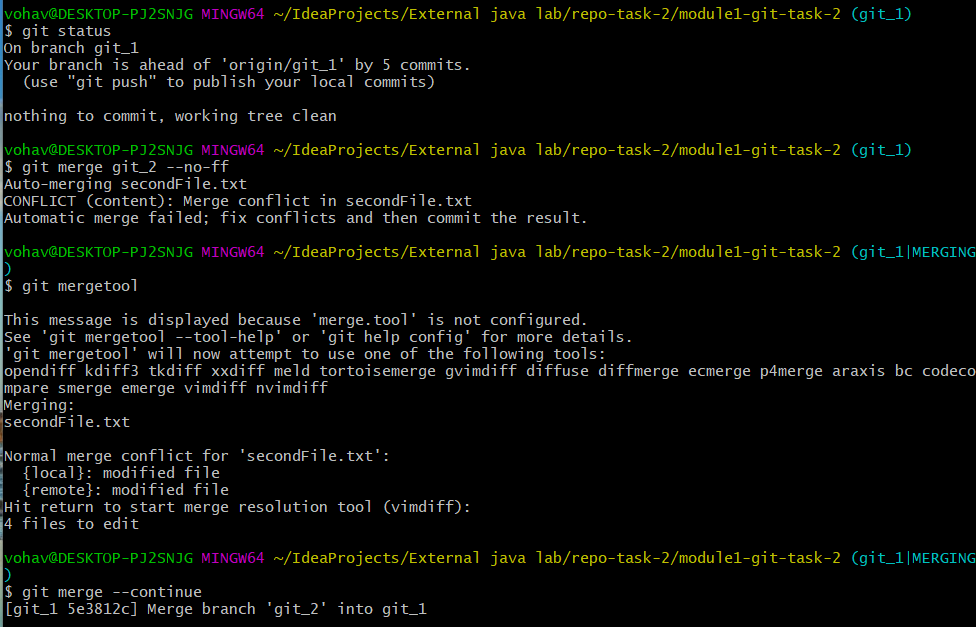 vohav@DESKTOP-PJ2SNJG MINGW64 ~/IdeaProjects/External java lab/repo-task-2/module1-git-task-2 (git_1)
$ git status
On branch git_1
Your branch is ahead of 'origin/git_1' by 5 commits.
  (use "git push" to publish your local commits)

nothing to commit, working tree clean

vohav@DESKTOP-PJ2SNJG MINGW64 ~/IdeaProjects/External java lab/repo-task-2/module1-git-task-2 (git_1)
$ git merge git_2 --no-ff
Auto-merging secondFile.txt
CONFLICT (content): Merge conflict in secondFile.txt
Automatic merge failed; fix conflicts and then commit the result.

vohav@DESKTOP-PJ2SNJG MINGW64 ~/IdeaProjects/External java lab/repo-task-2/module1-git-task-2 (git_1|MERGING
)
$ git mergetool

This message is displayed because 'merge.tool' is not configured.
See 'git mergetool --tool-help' or 'git help config' for more details.
'git mergetool' will now attempt to use one of the following tools:
opendiff kdiff3 tkdiff xxdiff meld tortoisemerge gvimdiff diffuse diffmerge ecmerge p4merge araxis bc codeco
mpare smerge emerge vimdiff nvimdiff
Merging:
secondFile.txt

Normal merge conflict for 'secondFile.txt':
  {local}: modified file
  {remote}: modified file
Hit return to start merge resolution tool (vimdiff):
4 files to edit

vohav@DESKTOP-PJ2SNJG MINGW64 ~/IdeaProjects/External java lab/repo-task-2/module1-git-task-2 (git_1|MERGING
)
$ git merge --continue
[git_1 5e3812c] Merge branch 'git_2' into git_1